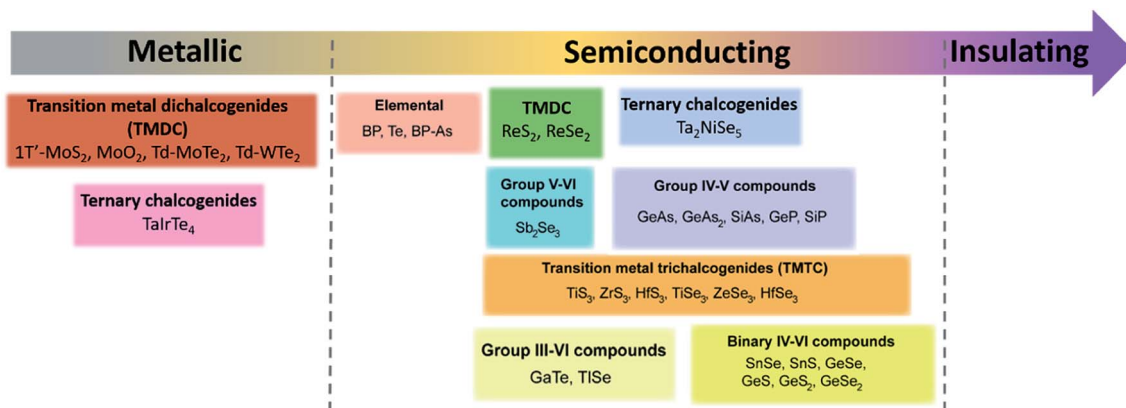 Metallic
Semiconducting
Insulating
Transition metal dichalcogenides
(TMDC)
1T’-MoS₂, MoO₂, Td-MoTe₂, Td-WTe₂
Ternary chalcogenides
TaIrTe₄
Elemental
BP, Te, BP-As
TMDC
ReS₂, ReSe₂
Ternary chalcogenides
Ta₂NiSe₅
Group V-VI
compounds
Sb₂Se₃
Group IV-V compounds
GeAs, GeAs₂, SiAs, GeP, SiP
Transition metal trichalcogenides (TMTC)
TiS₃, ZrS₃, HfS₃, TiSe₃, ZeSe₃, HfSe₃
Group III-VI compounds
GaTe, TlSe
Binary IV-VI compounds
SnSe, SnS, GeSe,
GeS, GeS₂, GeSe₂